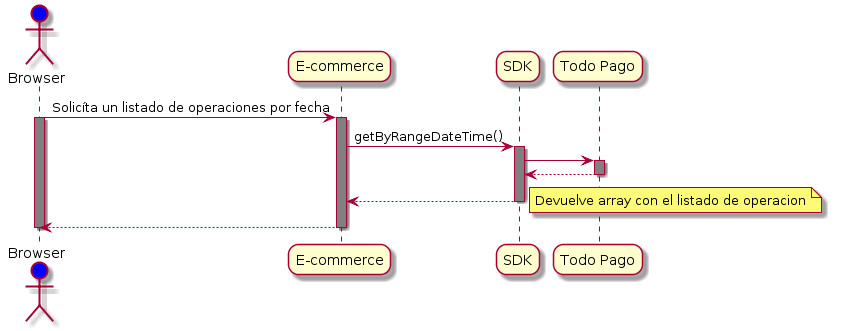 Browser
E-commerce
SDK
Todo Pago
Solicíta un listado de operaciones por fecha
getByRangeDateTime()
Devuelve array con el listado de operacion
Browser
E-commerce
SDK
Todo Pago